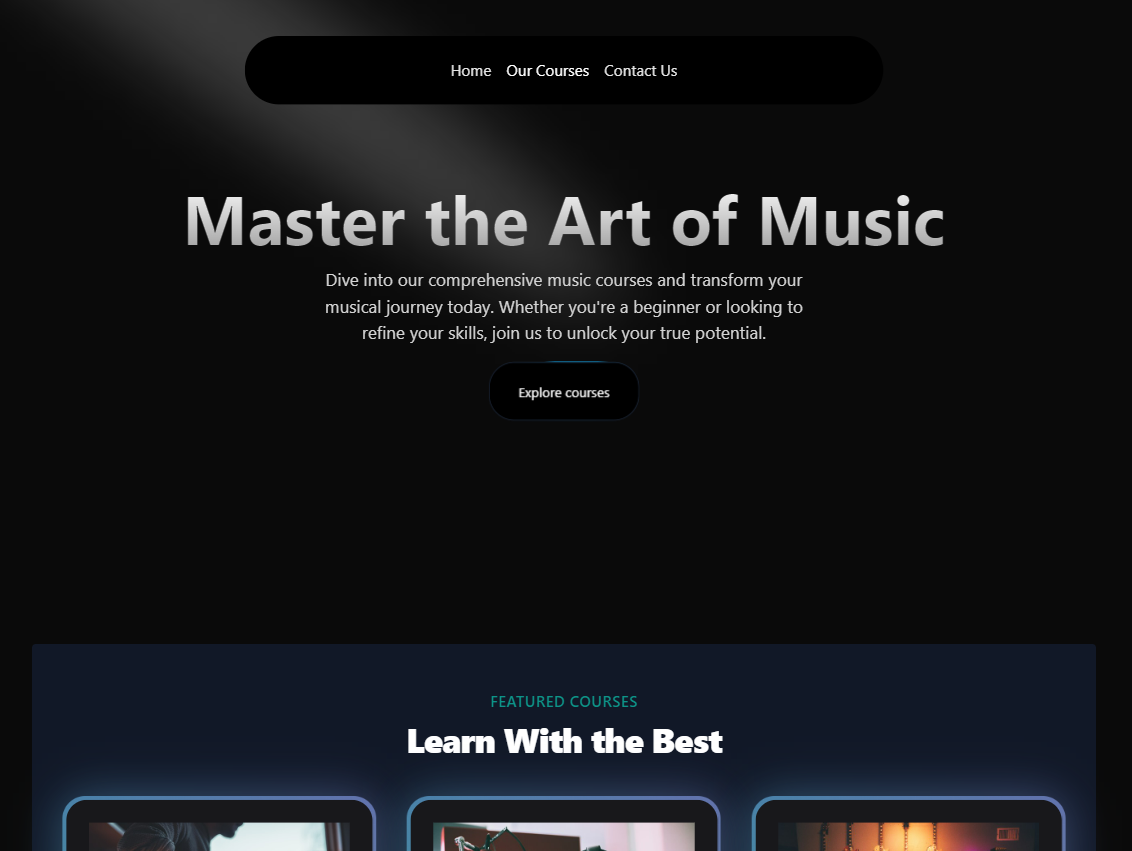 Home Our Courses Contact Us
Master the Art of Music
Dive into our comprehensive music courses and transform your
musical journey today. Whether you're a beginner or looking to
refine your skills, join us to unlock your true potential.
Explore courses
FEATURED COURSES
Learn With the Best